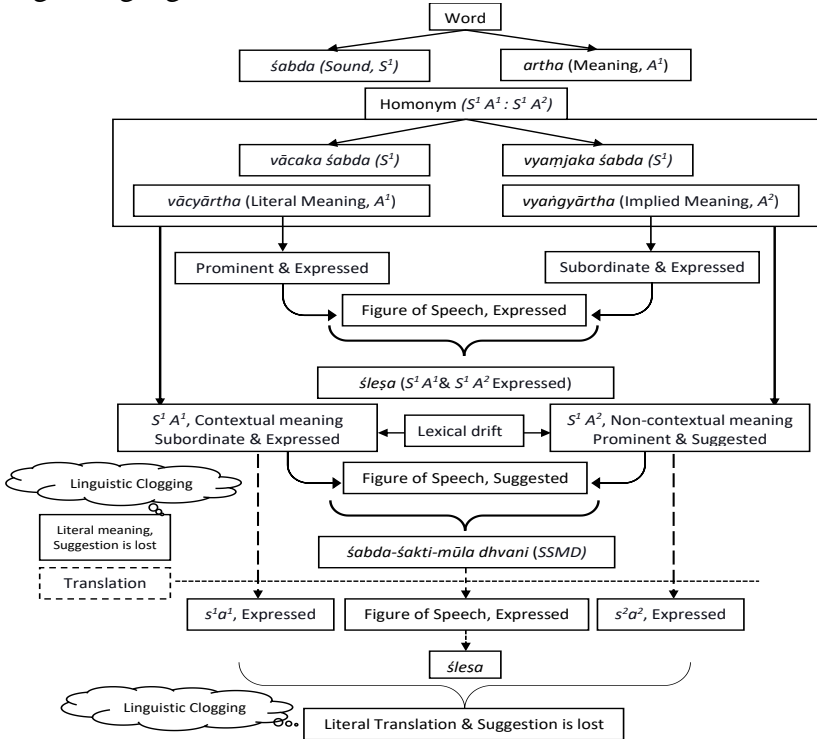 Word
śabda (Sound, S¹)
artha (Meaning, A¹)
Homonym (S¹ A¹ : S¹ A²)
vācaka śabda (S¹)
vyaṃjaka śabda (S¹)
vācyārtha (Literal Meaning, A¹)
vyaṅgyārtha (Implied Meaning, A²)
Prominent & Expressed
Subordinate & Expressed
Figure of Speech, Expressed
śleṣa (S¹ A¹& S¹ A² Expressed)
S¹ A¹, Contextual meaning
Subordinate & Expressed
Lexical drift
S¹ A², Non-contextual meaning
Prominent & Suggested
Linguistic Clogging
Figure of Speech, Suggested
Literal meaning,
Suggestion is lost
śabda-śakti-mūla dhvani (SSMD)
Translation
s¹a¹, Expressed
Figure of Speech, Expressed
s²a², Expressed
ślesa
Linguistic Clogging
Literal Translation & Suggestion is lost